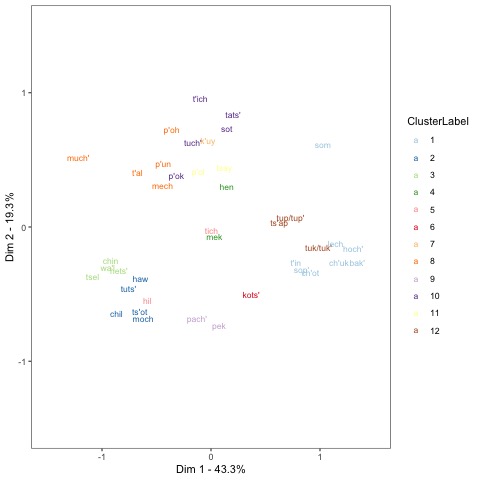 1
0
-1
-1
0
1
Dim 2 - 19.3%
Dim 1 - 43.3%
t'ich
tats'
sot
p'oh
tuch'
k'uy
som
much'
p'un
t'al
p'ok
mech
hen
tup/tup'
ts'ap
tich
mek
tuk/tuk'
lech
hoch'
chin
wa'
nets'
tsel
t'in
ch'ukbak'
haw
tuts'
hil
kots'
chil
ts'ot
moch
pach'
pek
ClusterLabel
a 1
a 2
a 3
a 4
a 5
a 6
a 7
a 8
a 9
a 10
a 11
a 12